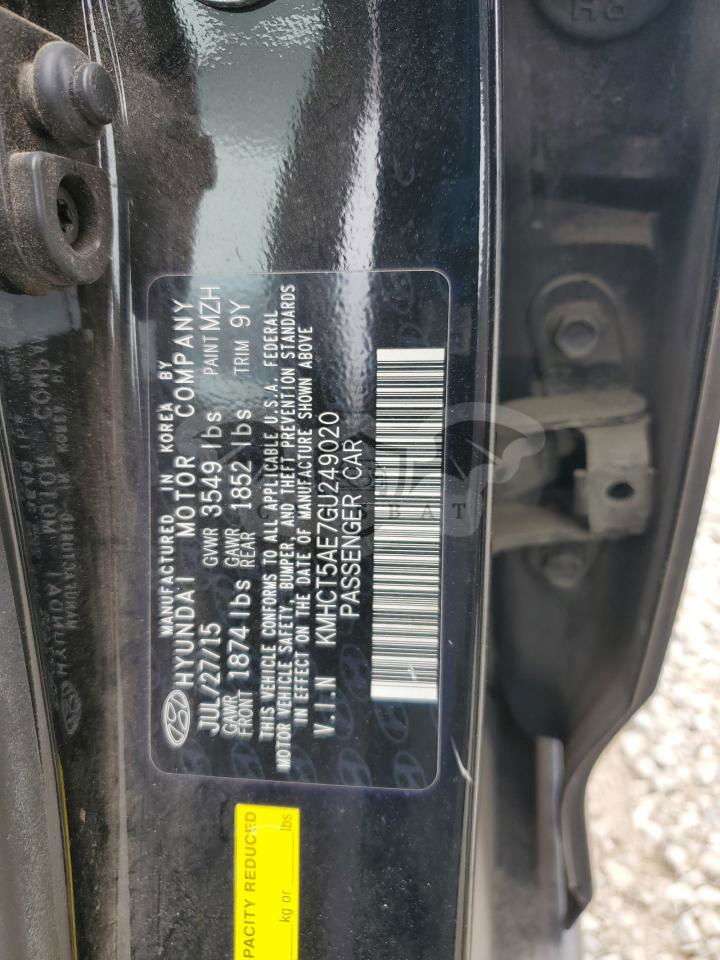 MANUFACTURED IN KOREA BY
HYUNDAI MOTOR COMPANY
JUL/27/15 GVWR 3549 lbs PAINT MZH
GAWR FRONT 1874 lbs GAWR REAR 1852 lbs TRIM 9Y
THIS VEHICLE CONFORMS TO ALL APPLICABLE U.S.A. FEDERAL
MOTOR VEHICLE SAFETY, BUMPER, AND THEFT PREVENTION STANDARDS
IN EFFECT ON THE DATE OF MANUFACTURE SHOWN ABOVE
V.I.N KMHCT5AE7GU249020
PASSENGER CAR
PACITY REDUCED
kg or lbs
RH